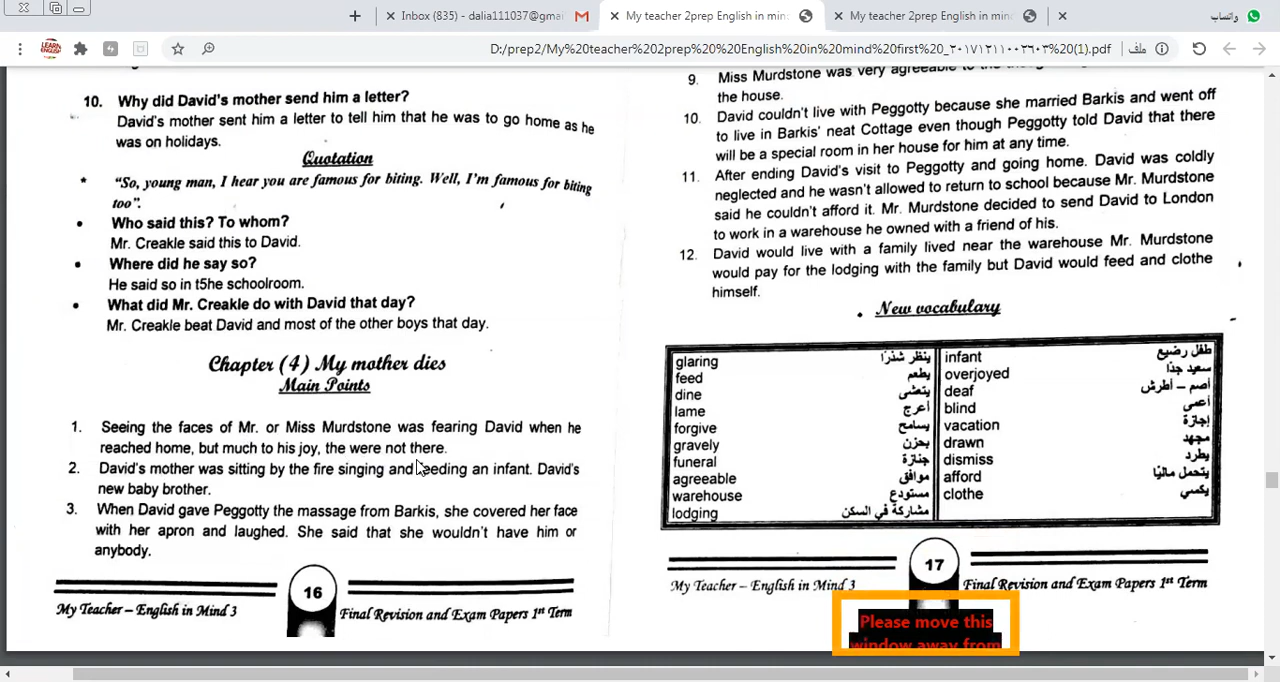 Inbox (835) - dalia111037@gmai
My teacher 2prep English in min
My teacher 2prep English in min
واتساب
D:/prep2/My%20teacher%202prep%20%20English%20in%20mind%20first%20_٢٠١٧١٢١١٠٠٢٦٠٣%20(1).pdf
ملف
10. Why did David's mother send him a letter?
David's mother sent him a letter to tell him that he was to go home as he
was on holidays.
Quotation
* "So, young man, I hear you are famous for biting. Well, I'm famous for biting
too".
• Who said this? To whom?
Mr. Creakle said this to David.
• Where did he say so?
He said so in t5he schoolroom.
• What did Mr. Creakle do with David that day?
Mr. Creakle beat David and most of the other boys that day.
Chapter (4) My mother dies
Main Points
1. Seeing the faces of Mr. or Miss Murdstone was fearing David when he
reached home, but much to his joy, the were not there.
2. David's mother was sitting by the fire singing and feeding an infant. David's
new baby brother.
3. When David gave Peggotty the massage from Barkis, she covered her face
with her apron and laughed. She said that she wouldn't have him or
anybody.
16
My Teacher – English in Mind 3
Final Revision and Exam Papers 1st Term
9. Miss Murdstone was very agreeable to the
the house.
10. David couldn't live with Peggotty because she married Barkis and went off
to live in Barkis' neat Cottage even though Peggotty told David that there
will be a special room in her house for him at any time.
11. After ending David's visit to Peggotty and going home. David was coldly
neglected and he wasn't allowed to return to school because Mr. Murdstone
said he couldn't afford it. Mr. Murdstone decided to send David to London
to work in a warehouse he owned with a friend of his.
12. David would live with a family lived near the warehouse Mr. Murdstone
would pay for the lodging with the family but David would feed and clothe
himself.
• New vocabulary
glaring ينظر شذرًا infant طفل رضيع
feed يطعم overjoyed سعيد جدًا
dine يتعشى deaf أصم – أطرش
lame أعرج blind أعمى
forgive يسامح vacation إجازة
gravely بحزن drawn مجهد
funeral جنازة dismiss يطرد
agreeable موافق afford يتحمل ماليًا
warehouse مستودع clothe يكسي
lodging مشاركة في السكن
17
My Teacher – English in Mind 3
Final Revision and Exam Papers 1st Term
Please move this
window away from